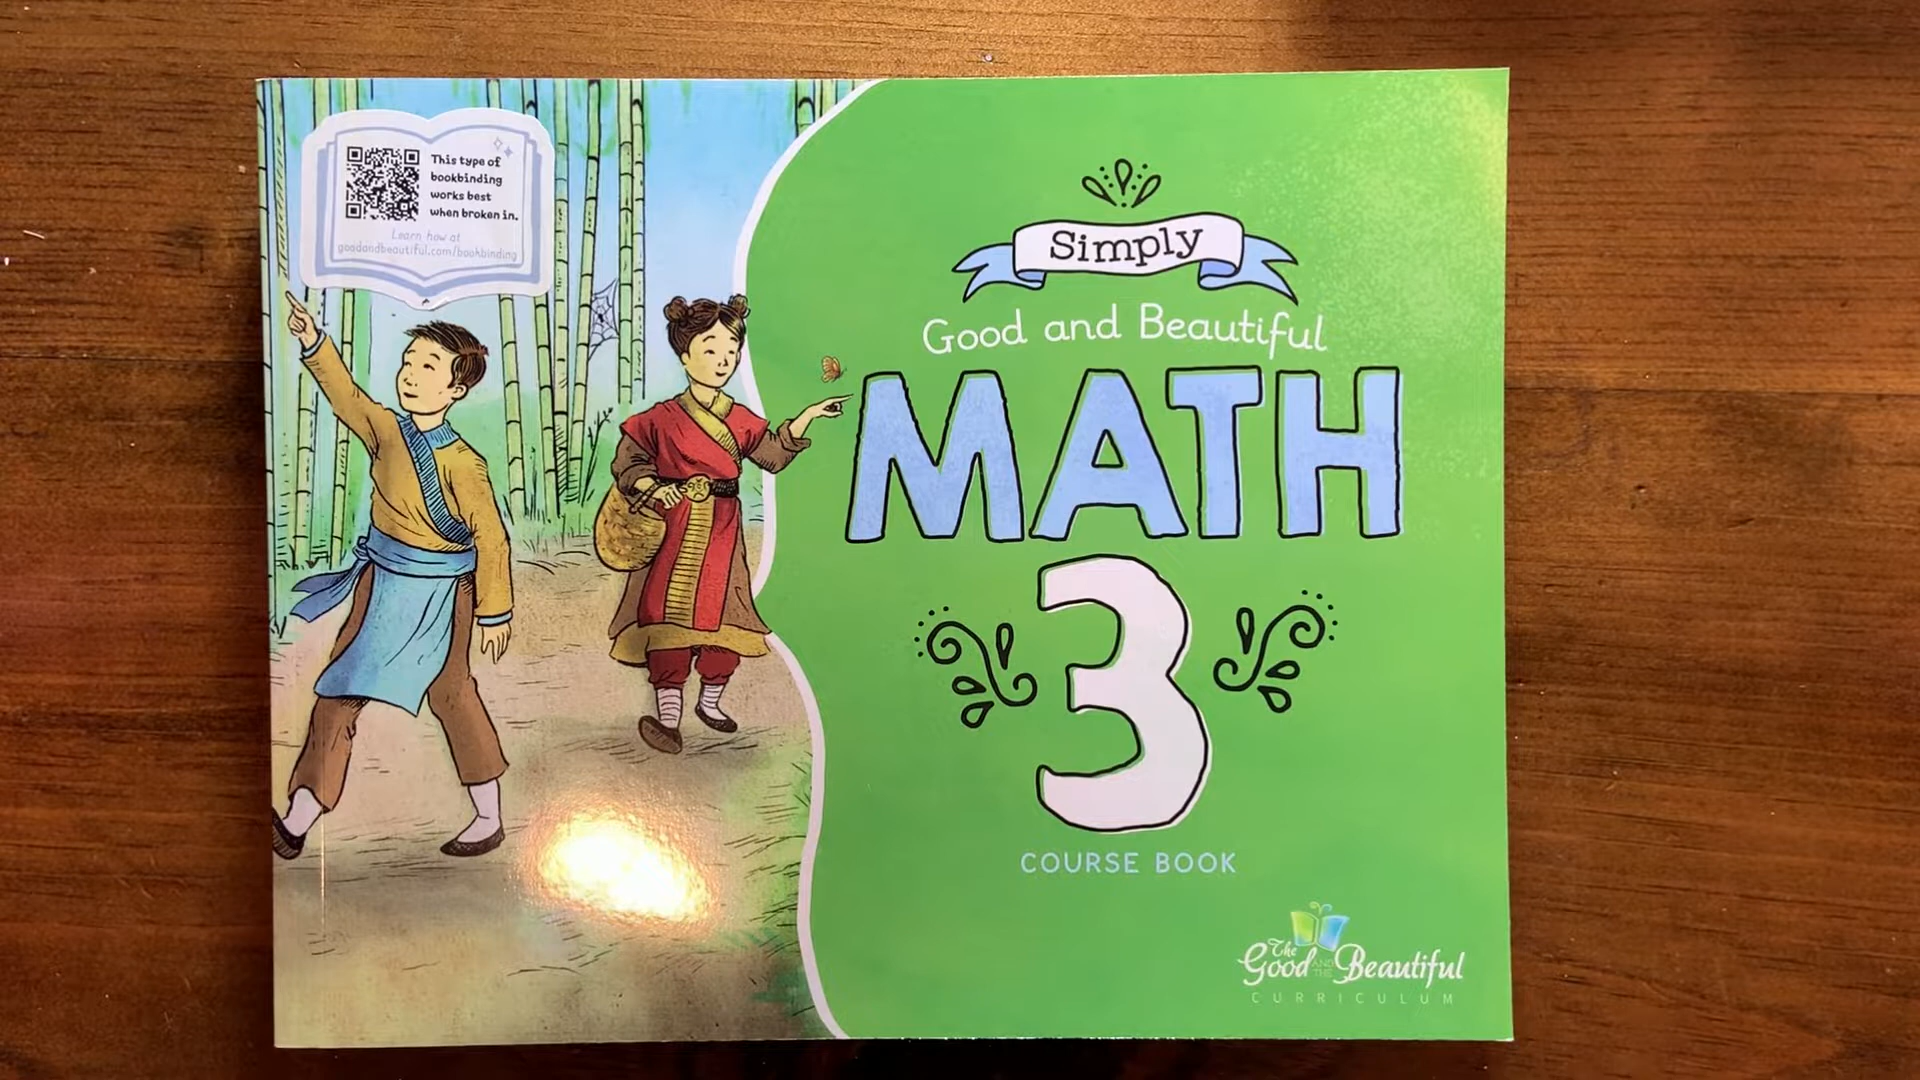 This type of
bookbinding
works best
when broken in.
Learn how at
goodandbeautiful.com/bookbinding
Simply
Good and Beautiful
MATH
3
COURSE BOOK
The
Good AND THE Beautiful
CURRICULUM